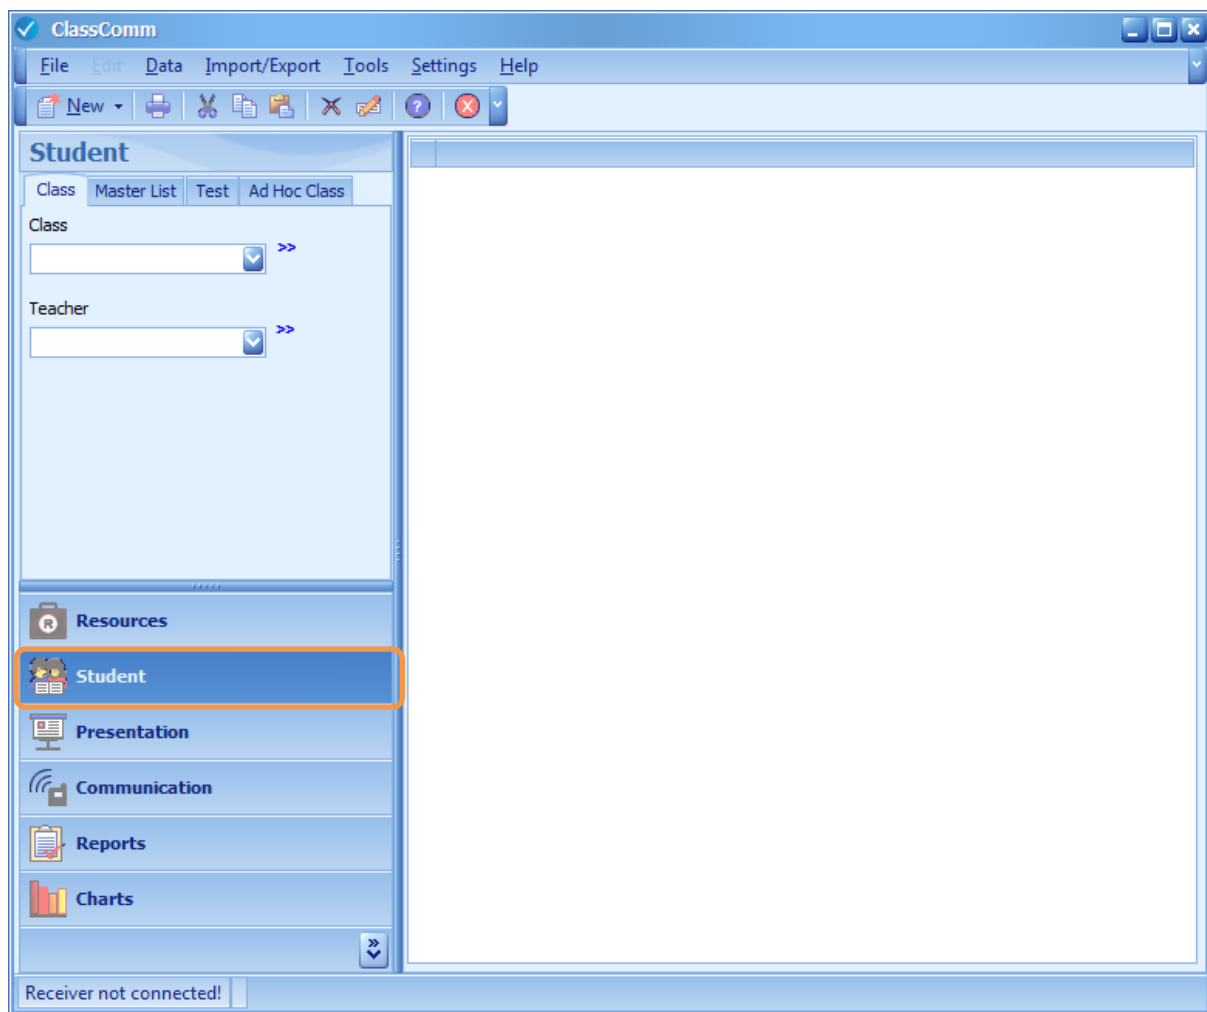 ClassComm
File Edit Data Import/Export Tools Settings Help
New
Student
Class Master List Test Ad Hoc Class
Class
>>
Teacher
>>
Resources
Student
Presentation
Communication
Reports
Charts
Receiver not connected!